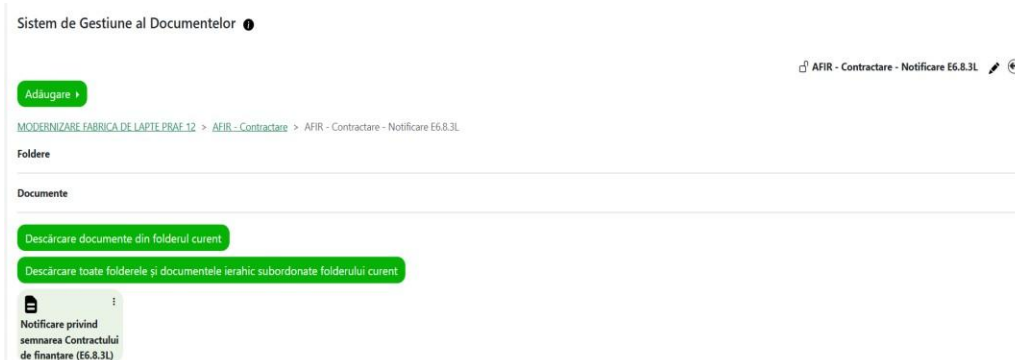 Sistem de Gestiune al Documentelor
AFIR - Contractare - Notificare E6.8.3L
Adăugare
MODERNIZARE FABRICA DE LAPTE PRAF 12 > AFIR - Contractare > AFIR - Contractare - Notificare E6.8.3L
Foldere
Documente
Descărcare documente din folderul curent
Descărcare toate folderele și documentele ierahic subordonate folderului curent
Notificare privind
semnarea Contractului
de finanțare (E6.8.3L)